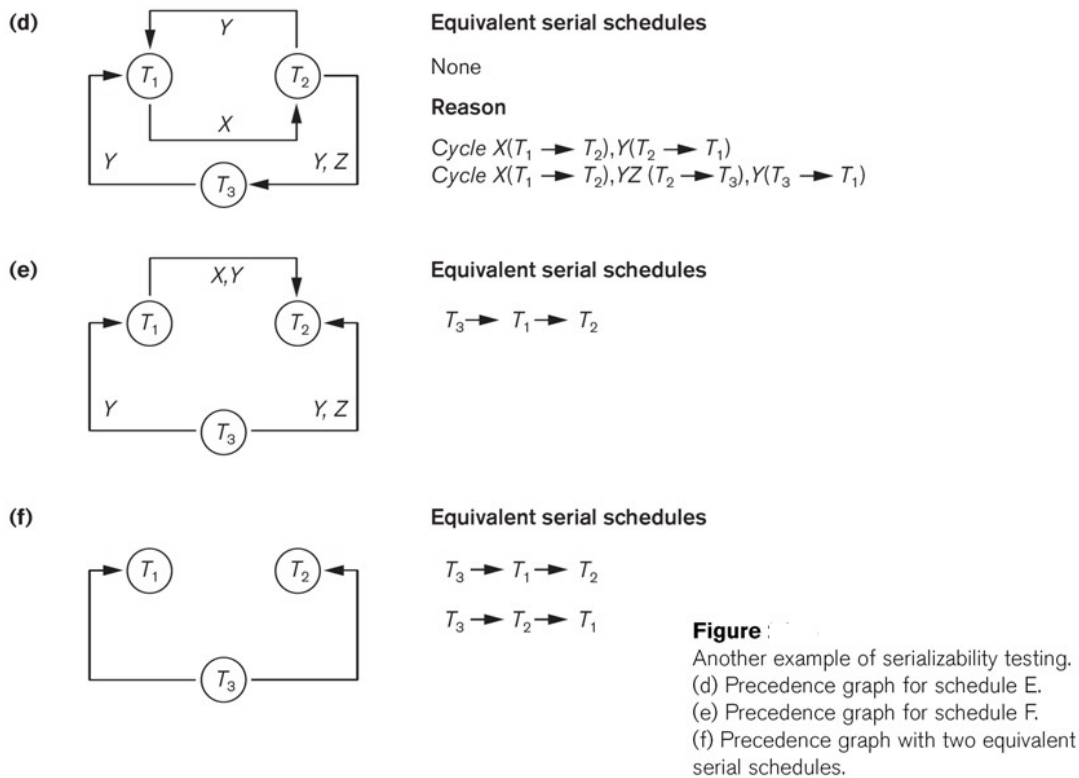 (d)
Y
T1
T2
X
Y
Y, Z
T3
Equivalent serial schedules
None
Reason
Cycle X(T1 → T2),Y(T2 → T1)
Cycle X(T1 → T2),YZ (T2 → T3),Y(T3 → T1)
(e)
X,Y
T1
T2
Y
Y, Z
T3
Equivalent serial schedules
T3 → T1 → T2
(f)
T1
T2
T3
Equivalent serial schedules
T3 → T1 → T2
T3 → T2 → T1
Figure
Another example of serializability testing.
(d) Precedence graph for schedule E.
(e) Precedence graph for schedule F.
(f) Precedence graph with two equivalent
serial schedules.